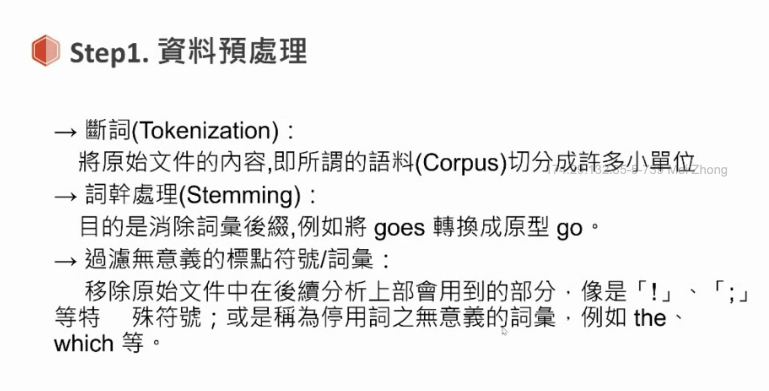 Step1. 資料預處理
→ 斷詞(Tokenization)：
將原始文件的內容,即所謂的語料(Corpus)切分成許多小單位
→ 詞幹處理(Stemming)：
目的是消除詞彙後綴,例如將 goes 轉換成原型 go。
→ 過濾無意義的標點符號/詞彙：
移除原始文件中在後續分析上部會用到的部分，像是「!」、「;」
等特 殊符號；或是稱為停用詞之無意義的詞彙，例如 the、
which 等。